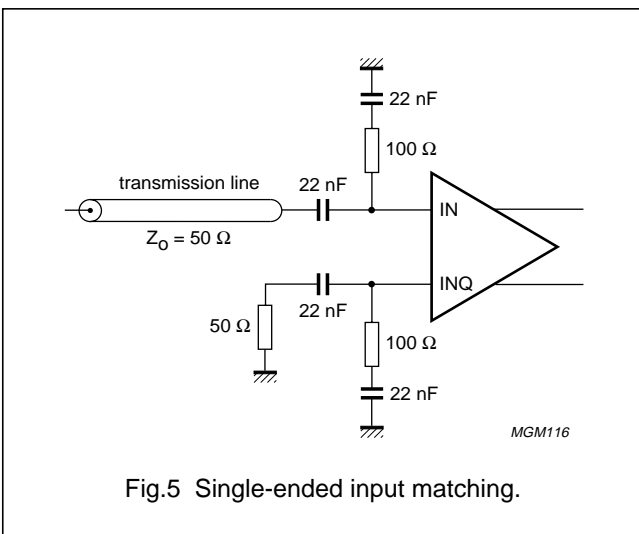 22 nF
100 Ω
transmission line
22 nF
Z₀ = 50 Ω
IN
INQ
22 nF
50 Ω
100 Ω
22 nF
MGM116
Fig.5 Single-ended input matching.